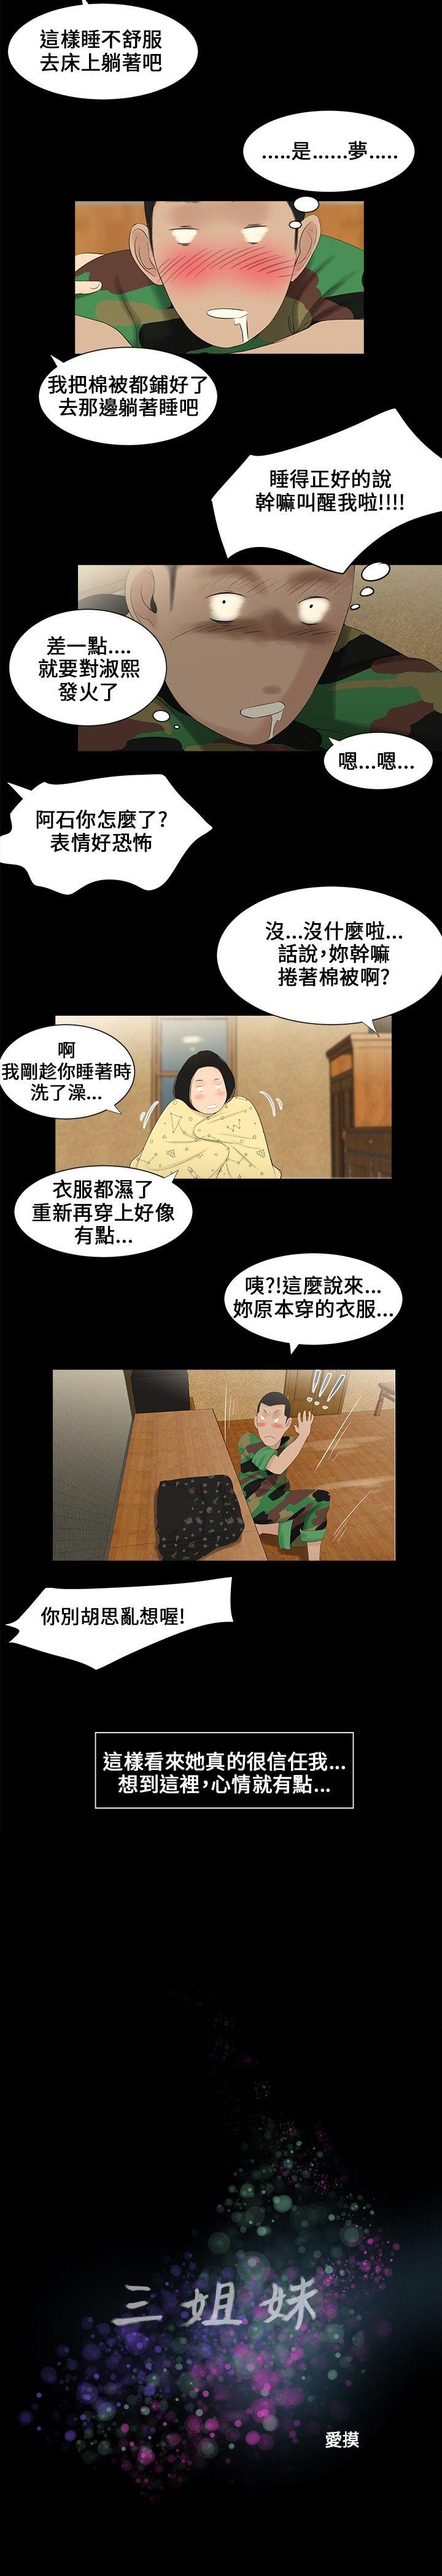 這樣睡不舒服
去床上躺著吧
.....是......夢.....
我把棉被都鋪好了
去那邊躺著睡吧
睡得正好的說
幹嘛叫醒我啦!!!!
差一點....
就要對淑熙
發火了
嗯...嗯...
阿石你怎麼了?
表情好恐怖
沒...沒什麼啦...
話說,妳幹嘛
捲著棉被啊?
啊
我剛趁你睡著時
洗了澡...
衣服都濕了
重新再穿上好像
有點...
咦?!這麼說來...
妳原本穿的衣服...
你別胡思亂想喔!
這樣看來她真的很信任我...
想到這裡,心情就有點...
三姐妹
愛摸